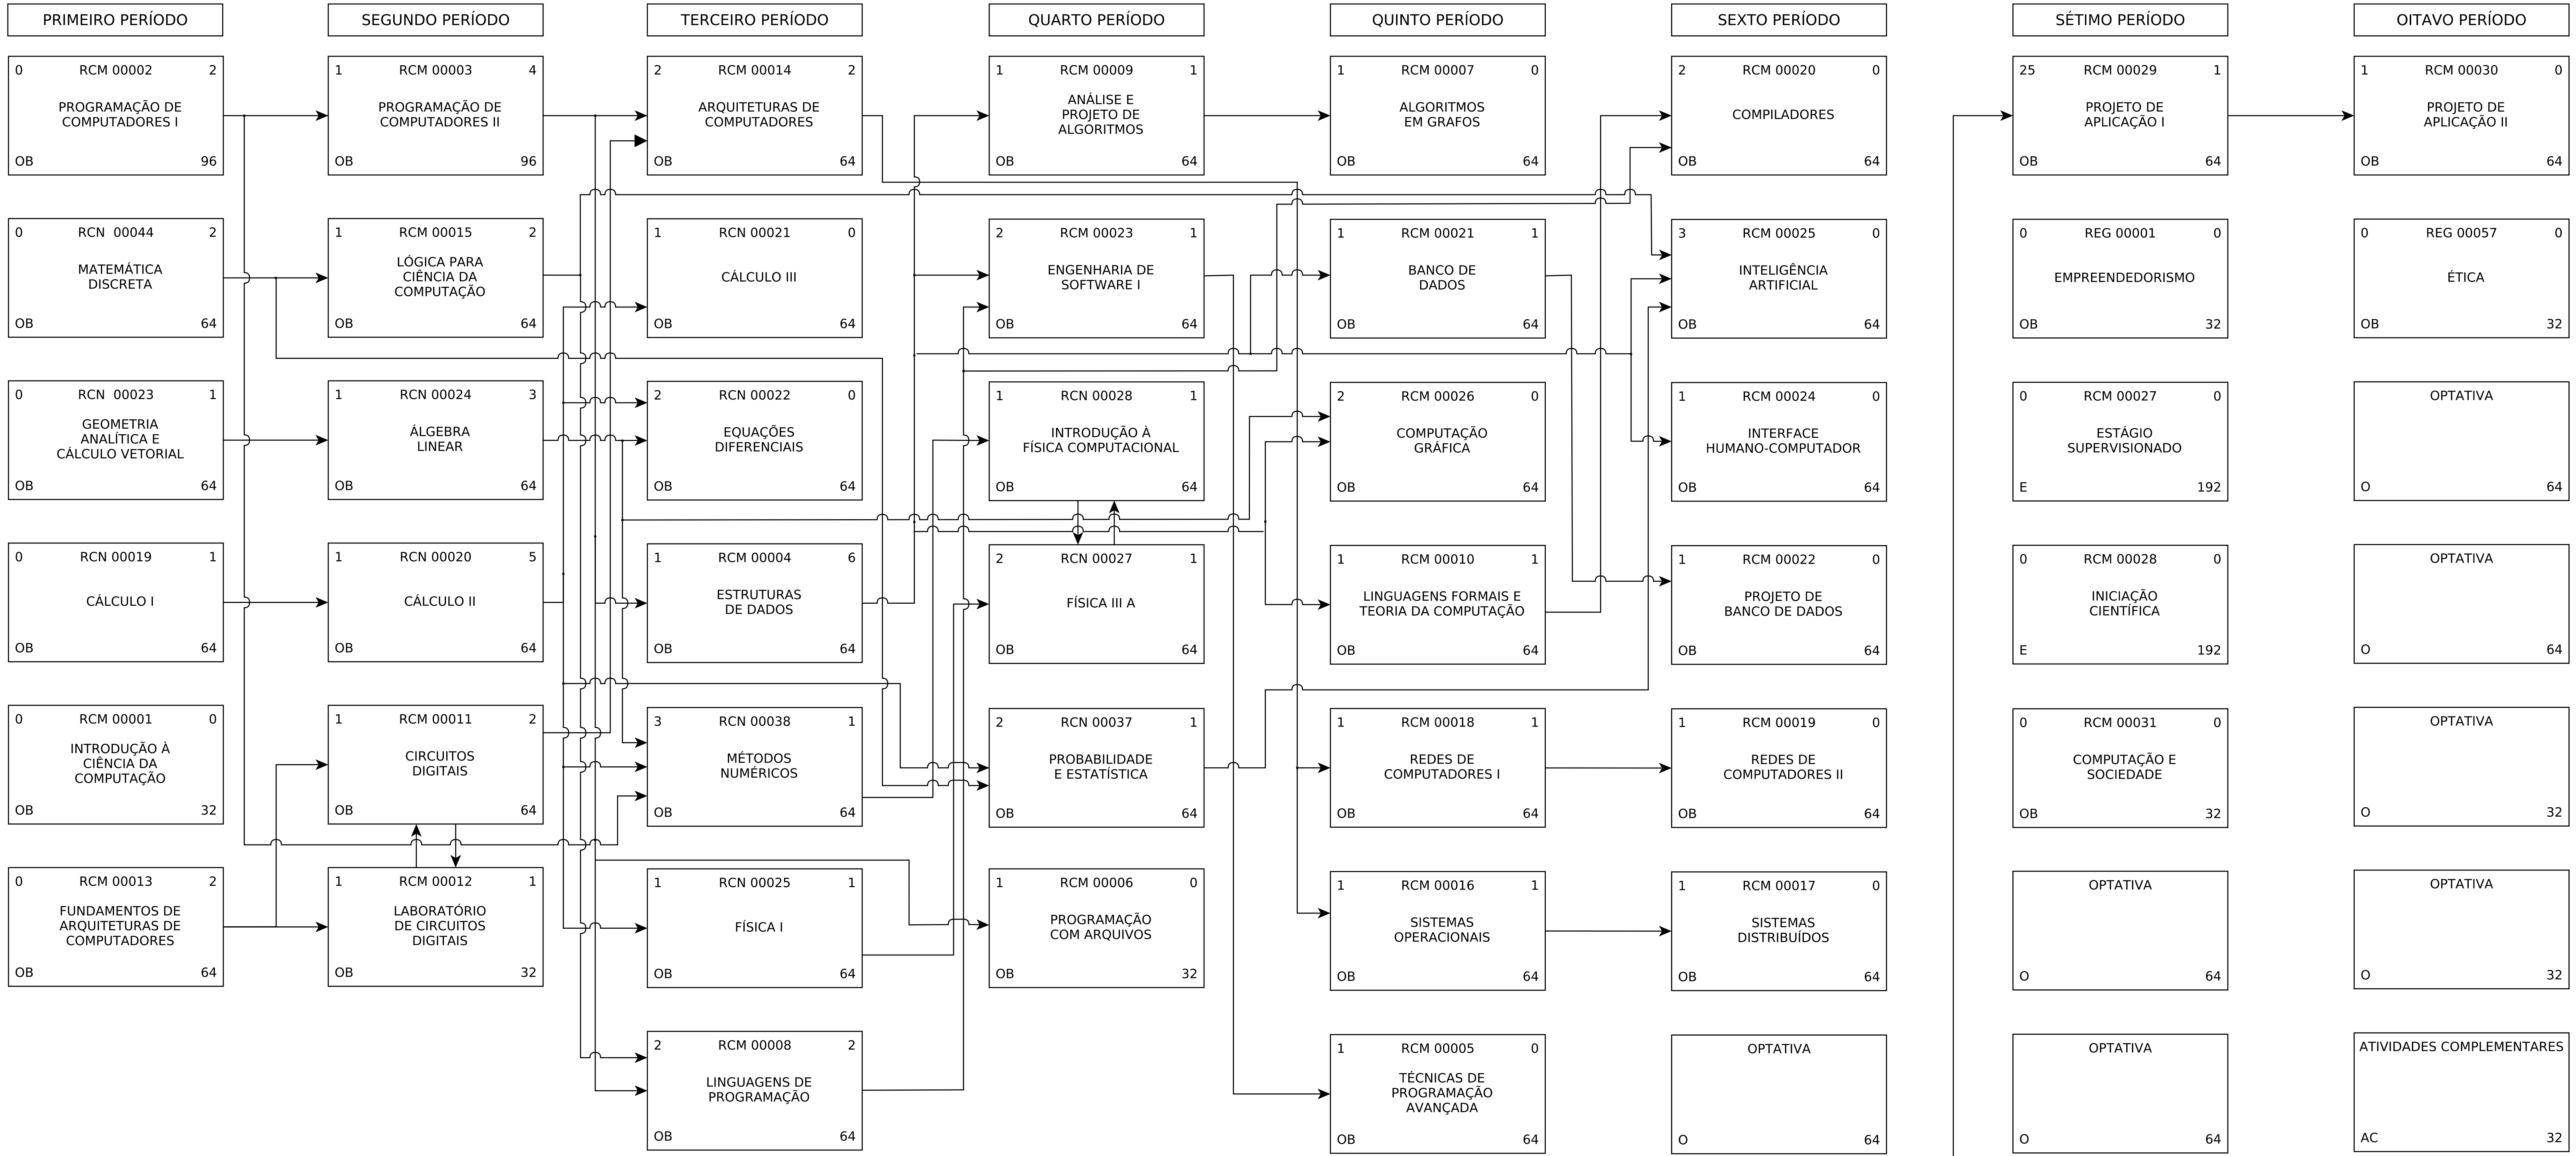 PRIMEIRO PERÍODO
0 RCM 00002 2
PROGRAMAÇÃO DE
COMPUTADORES I
OB 96
0 RCN 00044 2
MATEMÁTICA
DISCRETA
OB 64
0 RCN 00023 1
GEOMETRIA
ANALÍTICA E
CÁLCULO VETORIAL
OB 64
0 RCN 00019 1
CÁLCULO I
OB 64
0 RCM 00001 0
INTRODUÇÃO À
CIÊNCIA DA
COMPUTAÇÃO
OB 32
0 RCM 00013 2
FUNDAMENTOS DE
ARQUITETURAS DE
COMPUTADORES
OB 64
SEGUNDO PERÍODO
1 RCM 00003 4
PROGRAMAÇÃO DE
COMPUTADORES II
OB 96
1 RCM 00015 2
LÓGICA PARA
CIÊNCIA DA
COMPUTAÇÃO
OB 64
1 RCN 00024 3
ÁLGEBRA
LINEAR
OB 64
1 RCN 00020 5
CÁLCULO II
OB 64
1 RCM 00011 2
CIRCUITOS
DIGITAIS
OB 64
1 RCM 00012 1
LABORATÓRIO
DE CIRCUITOS
DIGITAIS
OB 32
TERCEIRO PERÍODO
2 RCM 00014 2
ARQUITETURAS DE
COMPUTADORES
OB 64
1 RCN 00021 0
CÁLCULO III
OB 64
2 RCN 00022 0
EQUAÇÕES
DIFERENCIAIS
OB 64
1 RCM 00004 6
ESTRUTURAS
DE DADOS
OB 64
3 RCN 00038 1
MÉTODOS
NUMÉRICOS
OB 64
1 RCN 00025 1
FÍSICA I
OB 64
2 RCM 00008 2
LINGUAGENS DE
PROGRAMAÇÃO
OB 64
QUARTO PERÍODO
1 RCM 00009 1
ANÁLISE E
PROJETO DE
ALGORITMOS
OB 64
2 RCM 00023 1
ENGENHARIA DE
SOFTWARE I
OB 64
1 RCN 00028 1
INTRODUÇÃO À
FÍSICA COMPUTACIONAL
OB 64
2 RCN 00027 1
FÍSICA III A
OB 64
2 RCN 00037 1
PROBABILIDADE
E ESTATÍSTICA
OB 64
1 RCM 00006 0
PROGRAMAÇÃO
COM ARQUIVOS
OB 32
QUINTO PERÍODO
1 RCM 00007 0
ALGORITMOS
EM GRAFOS
OB 64
1 RCM 00021 1
BANCO DE
DADOS
OB 64
2 RCM 00026 0
COMPUTAÇÃO
GRÁFICA
OB 64
1 RCM 00010 1
LINGUAGENS FORMAIS E
TEORIA DA COMPUTAÇÃO
OB 64
1 RCM 00018 1
REDES DE
COMPUTADORES I
OB 64
1 RCM 00016 1
SISTEMAS
OPERACIONAIS
OB 64
1 RCM 00005 0
TÉCNICAS DE
PROGRAMAÇÃO
AVANÇADA
OB 64
SEXTO PERÍODO
2 RCM 00020 0
COMPILADORES
OB 64
3 RCM 00025 0
INTELIGÊNCIA
ARTIFICIAL
OB 64
1 RCM 00024 0
INTERFACE
HUMANO-COMPUTADOR
OB 64
1 RCM 00022 0
PROJETO DE
BANCO DE DADOS
OB 64
1 RCM 00019 0
REDES DE
COMPUTADORES II
OB 64
1 RCM 00017 0
SISTEMAS
DISTRIBUÍDOS
OB 64
OPTATIVA
O 64
SÉTIMO PERÍODO
25 RCM 00029 1
PROJETO DE
APLICAÇÃO I
OB 64
0 REG 00001 0
EMPREENDEDORISMO
OB 32
0 RCM 00027 0
ESTÁGIO
SUPERVISIONADO
E 192
0 RCM 00028 0
INICIAÇÃO
CIENTÍFICA
E 192
0 RCM 00031 0
COMPUTAÇÃO E
SOCIEDADE
OB 32
OPTATIVA
O 64
OPTATIVA
O 64
OITAVO PERÍODO
1 RCM 00030 0
PROJETO DE
APLICAÇÃO II
OB 64
0 REG 00057 0
ÉTICA
OB 32
OPTATIVA
O 64
OPTATIVA
O 64
OPTATIVA
O 32
OPTATIVA
O 32
ATIVIDADES COMPLEMENTARES
AC 32